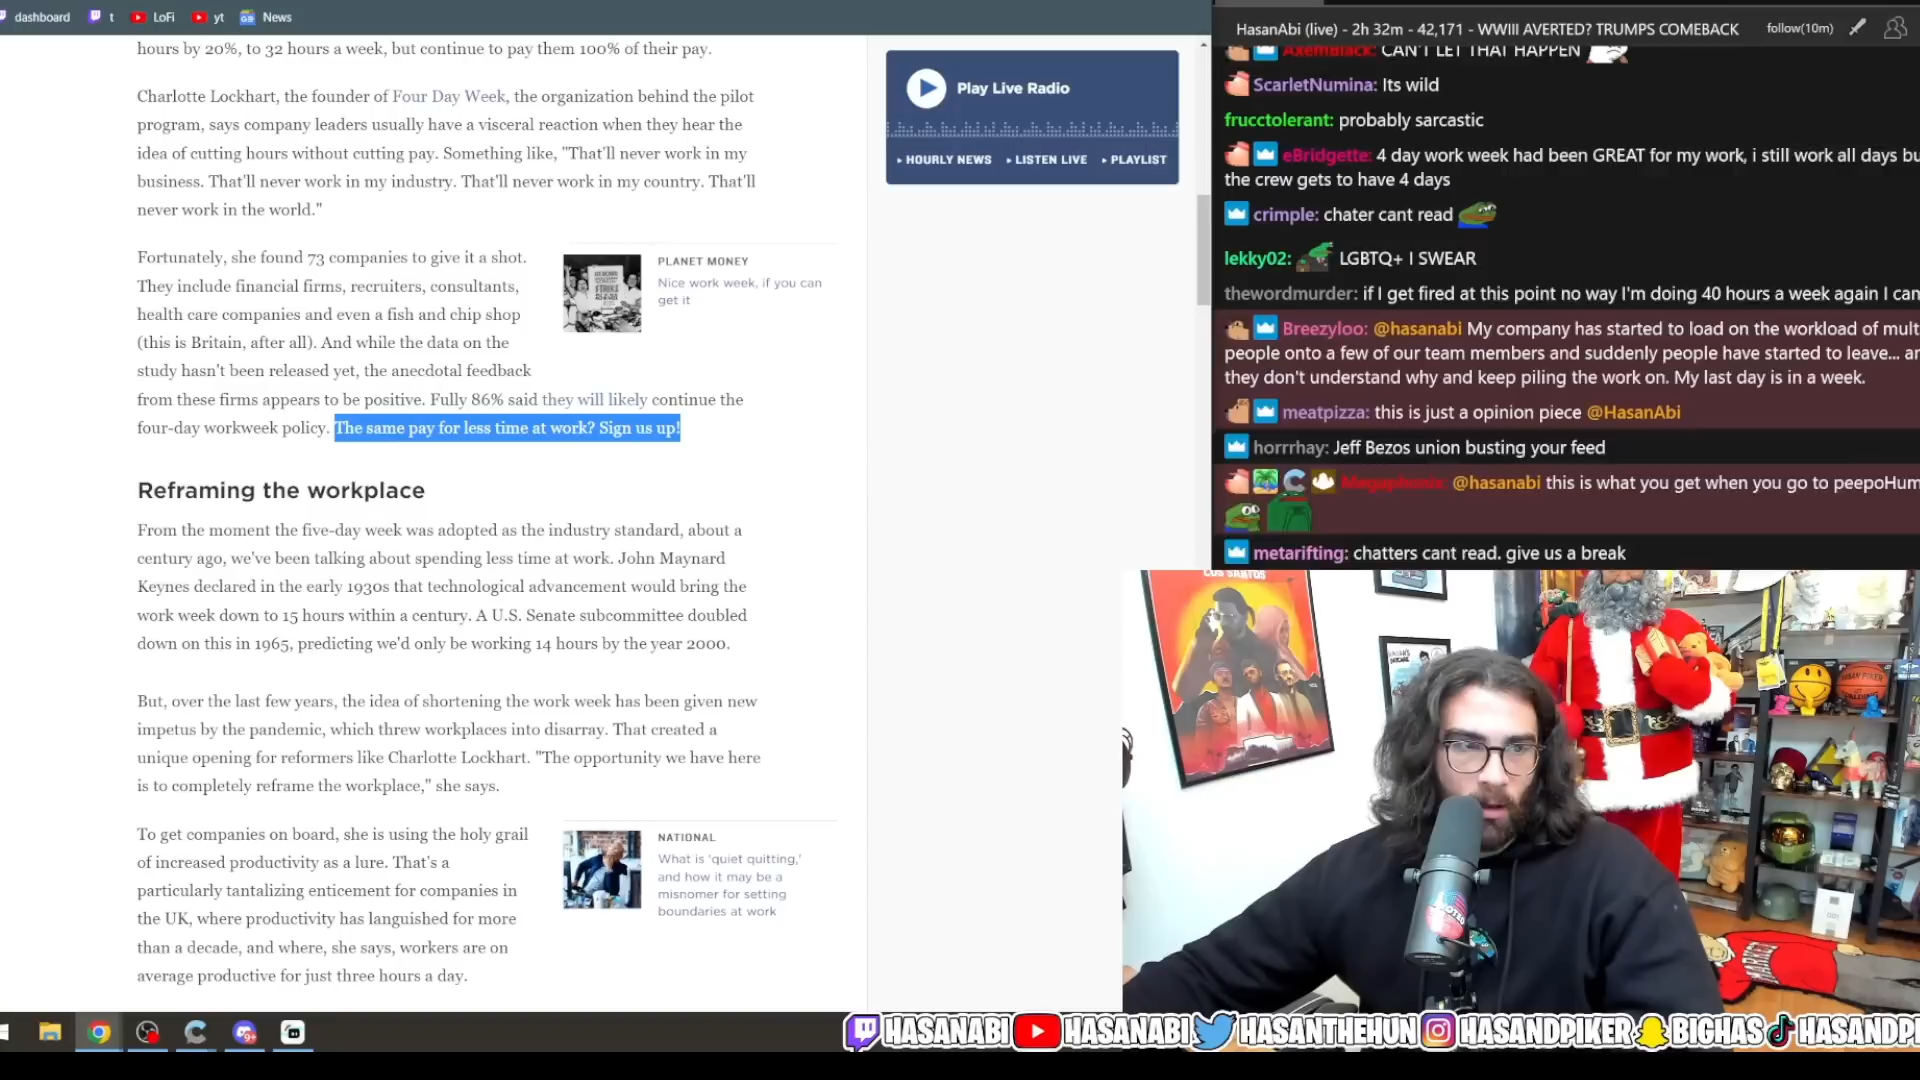 dashboard
t
LoFi
yt
News
hours by 20%, to 32 hours a week, but continue to pay them 100% of their pay.
Charlotte Lockhart, the founder of Four Day Week, the organization behind the pilot
program, says company leaders usually have a visceral reaction when they hear the
idea of cutting hours without cutting pay. Something like, "That'll never work in my
business. That'll never work in my industry. That'll never work in my country. That'll
never work in the world."
Fortunately, she found 73 companies to give it a shot.
They include financial firms, recruiters, consultants,
health care companies and even a fish and chip shop
(this is Britain, after all). And while the data on the
study hasn't been released yet, the anecdotal feedback
from these firms appears to be positive. Fully 86% said they will likely continue the
four-day workweek policy. The same pay for less time at work? Sign us up!
PLANET MONEY
Nice work week, if you can
get it
Reframing the workplace
From the moment the five-day week was adopted as the industry standard, about a
century ago, we've been talking about spending less time at work. John Maynard
Keynes declared in the early 1930s that technological advancement would bring the
work week down to 15 hours within a century. A U.S. Senate subcommittee doubled
down on this in 1965, predicting we'd only be working 14 hours by the year 2000.
But, over the last few years, the idea of shortening the work week has been given new
impetus by the pandemic, which threw workplaces into disarray. That created a
unique opening for reformers like Charlotte Lockhart. "The opportunity we have here
is to completely reframe the workplace," she says.
To get companies on board, she is using the holy grail
of increased productivity as a lure. That's a
particularly tantalizing enticement for companies in
the UK, where productivity has languished for more
than a decade, and where, she says, workers are on
average productive for just three hours a day.
NATIONAL
What is 'quiet quitting,'
and how it may be a
misnomer for setting
boundaries at work
Play Live Radio
HOURLY NEWS
LISTEN LIVE
PLAYLIST
HasanAbi (live) - 2h 32m - 42,171 - WWIII AVERTED? TRUMPS COMEBACK
follow(10m)
AxemBlack: CAN'T LET THAT HAPPEN
ScarletNumina: Its wild
frucctolerant: probably sarcastic
eBridgette: 4 day work week had been GREAT for my work, i still work all days bu
the crew gets to have 4 days
crimple: chater cant read
lekky02: LGBTQ+ I SWEAR
thewordmurder: if I get fired at this point no way I'm doing 40 hours a week again I can
Breezyloo: @hasanabi My company has started to load on the workload of mult
people onto a few of our team members and suddenly people have started to leave... an
they don't understand why and keep piling the work on. My last day is in a week.
meatpizza: this is just a opinion piece @HasanAbi
horrrhay: Jeff Bezos union busting your feed
Megaphonix: @hasanabi this is what you get when you go to peepoHum
metarifting: chatters cant read. give us a break
LOS SANTOS
HASANABI
HASANABI
HASANTHEHUN
HASANDPIKER
BIGHAS
HASANDPI